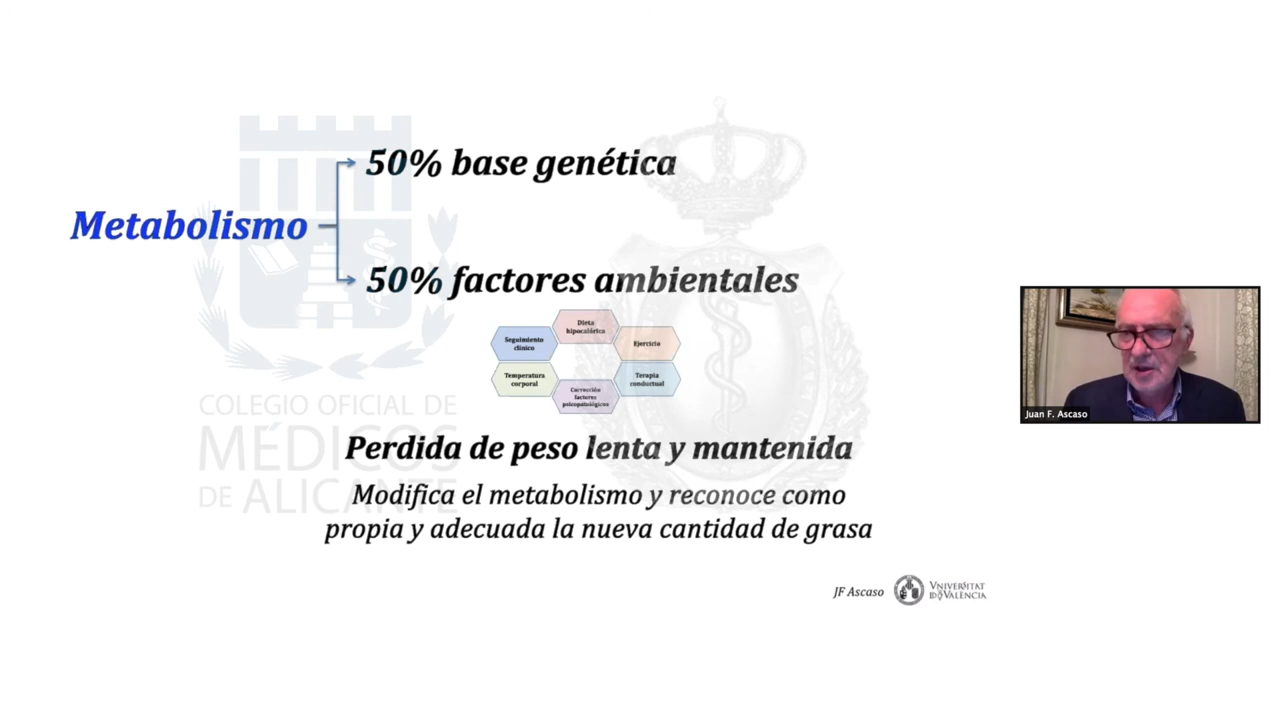 50% base genética
Metabolismo
50% factores ambientales
Dieta
hipocalórica
Seguimiento
clínico
Ejercicio
Temperatura
corporal
Terapia
conductual
Corrección
factores
psicopatológicos
COLEGIO OFICIAL DE
MÉDICOS
DE ALICANTE
Perdida de peso lenta y mantenida
Modifica el metabolismo y reconoce como
propia y adecuada la nueva cantidad de grasa
JF Ascaso
VNIVERSITAT
ID VALÈNCIA
Juan F. Ascaso